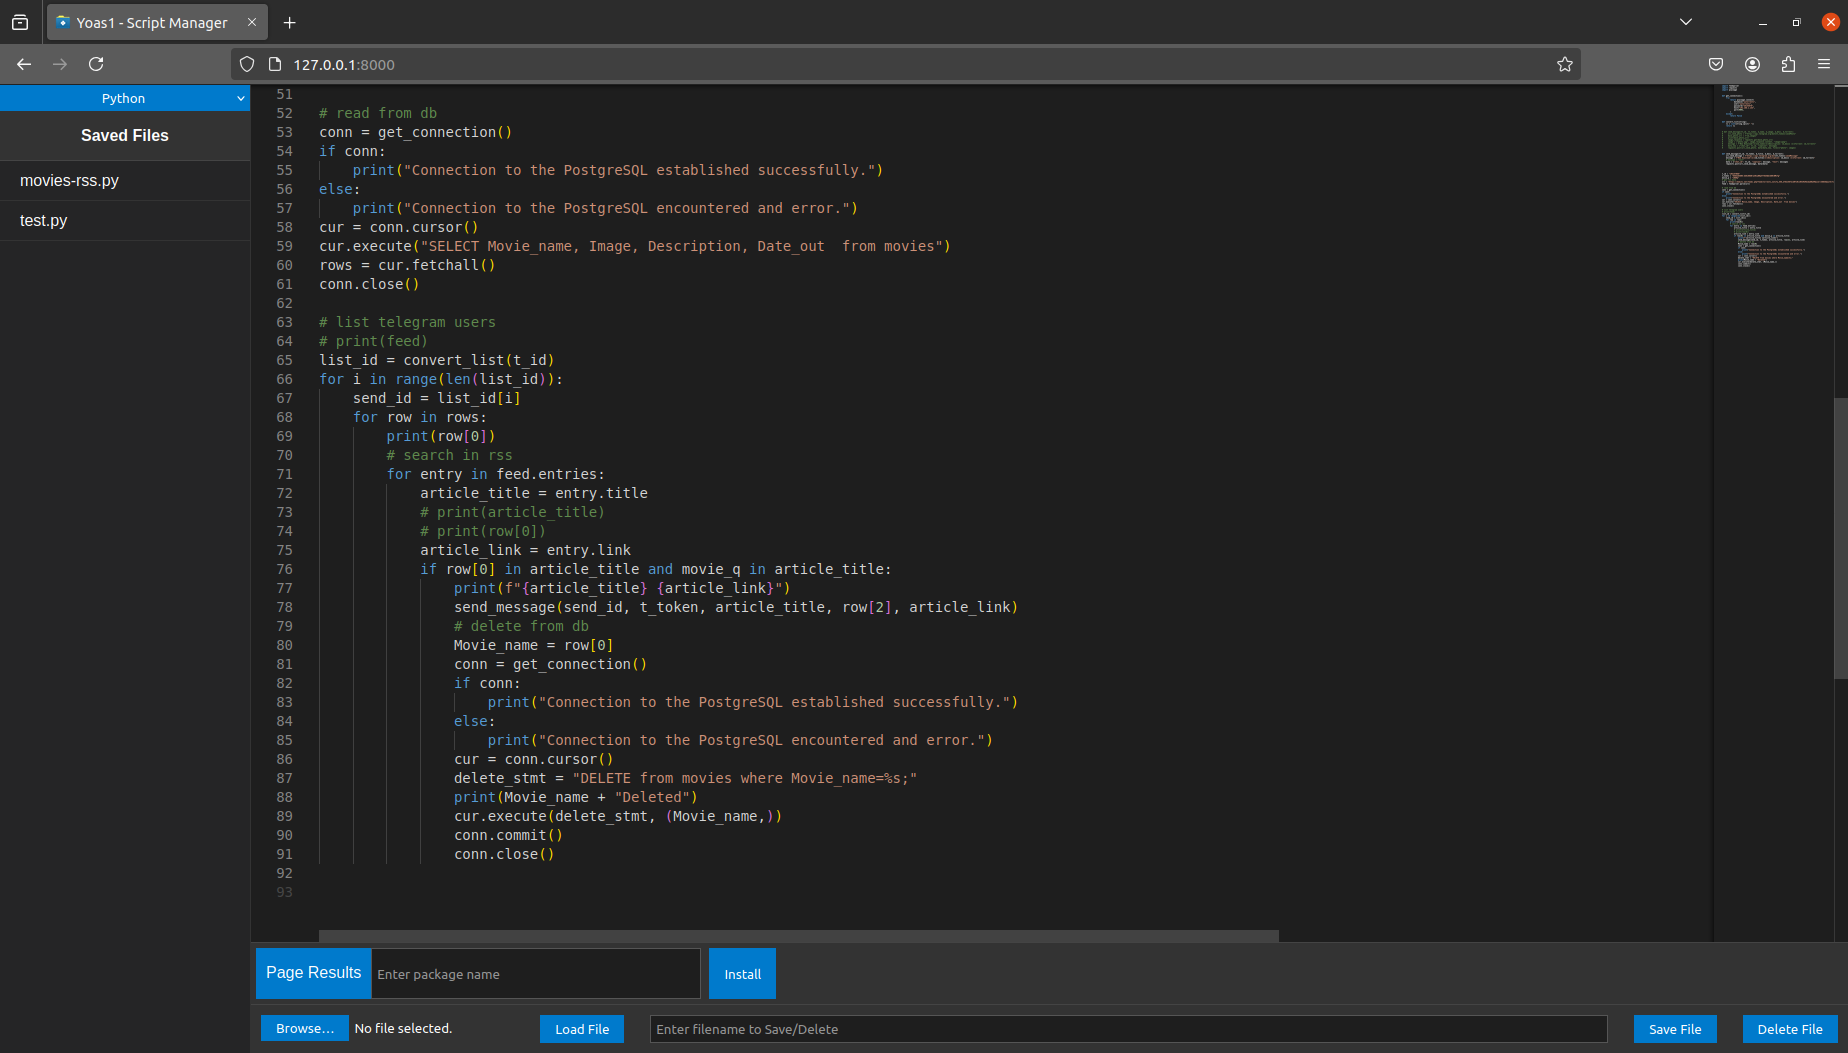 Yoas1 - Script Manager
127.0.0.1:8000
Python
Saved Files
movies-rss.py
test.py
51
52 # read from db
53 conn = get_connection()
54 if conn:
55 print("Connection to the PostgreSQL established successfully.")
56 else:
57 print("Connection to the PostgreSQL encountered and error.")
58 cur = conn.cursor()
59 cur.execute("SELECT Movie_name, Image, Description, Date_out  from movies")
60 rows = cur.fetchall()
61 conn.close()
62
63 # list telegram users
64 # print(feed)
65 list_id = convert_list(t_id)
66 for i in range(len(list_id)):
67 send_id = list_id[i]
68 for row in rows:
69 print(row[0])
70 # search in rss
71 for entry in feed.entries:
72 article_title = entry.title
73 # print(article_title)
74 # print(row[0])
75 article_link = entry.link
76 if row[0] in article_title and movie_q in article_title:
77 print(f"{article_title} {article_link}")
78 send_message(send_id, t_token, article_title, row[2], article_link)
79 # delete from db
80 Movie_name = row[0]
81 conn = get_connection()
82 if conn:
83 print("Connection to the PostgreSQL established successfully.")
84 else:
85 print("Connection to the PostgreSQL encountered and error.")
86 cur = conn.cursor()
87 delete_stmt = "DELETE from movies where Movie_name=%s;"
88 print(Movie_name + "Deleted")
89 cur.execute(delete_stmt, (Movie_name,))
90 conn.commit()
91 conn.close()
92
93
Page Results Enter package name Install
Browse... No file selected. Load File Enter filename to Save/Delete Save File Delete File